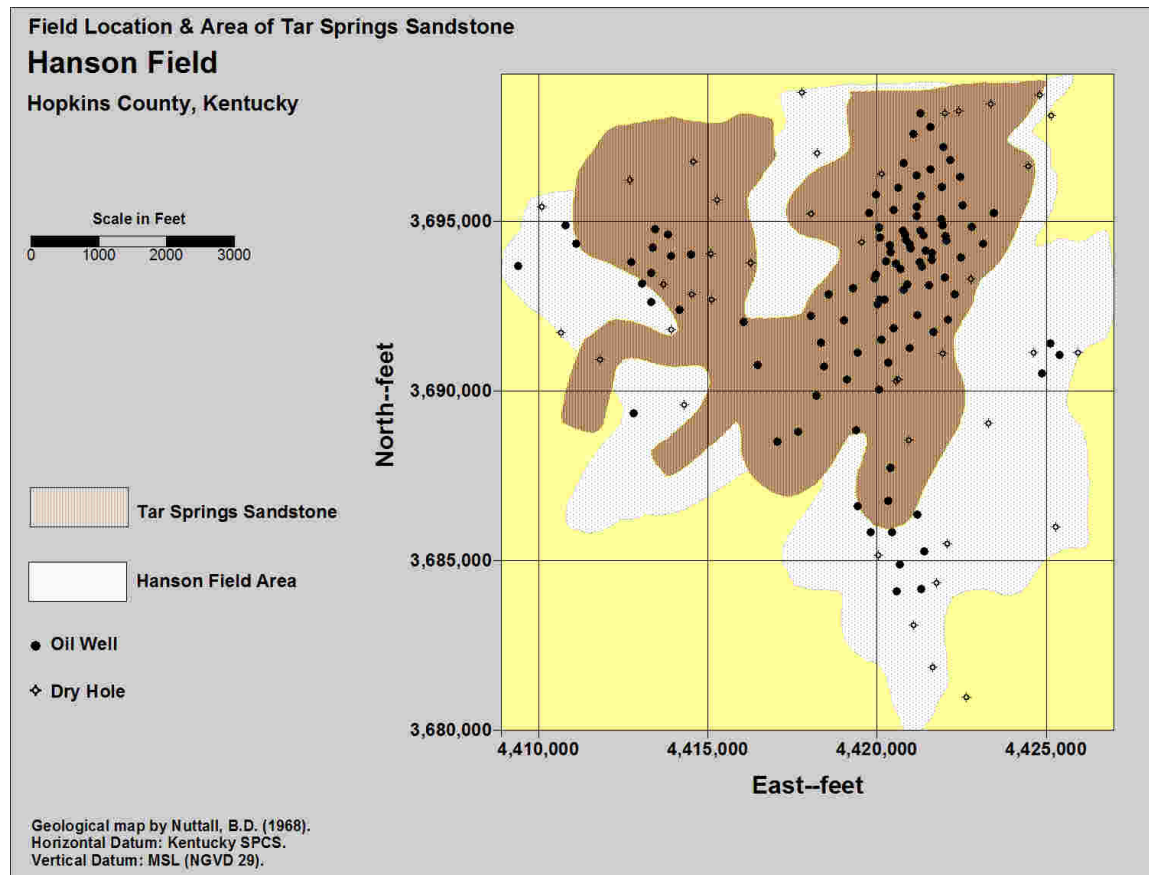 Field Location & Area of Tar Springs Sandstone
Hanson Field
Hopkins County, Kentucky
Scale in Feet
0 1000 2000 3000
Tar Springs Sandstone
Hanson Field Area
Oil Well
Dry Hole
Geological map by Nuttall, B.D. (1968).
Horizontal Datum: Kentucky SPCS.
Vertical Datum: MSL (NGVD 29).
North--feet
3,695,000
3,690,000
3,685,000
3,680,000
4,410,000 4,415,000 4,420,000 4,425,000
East--feet